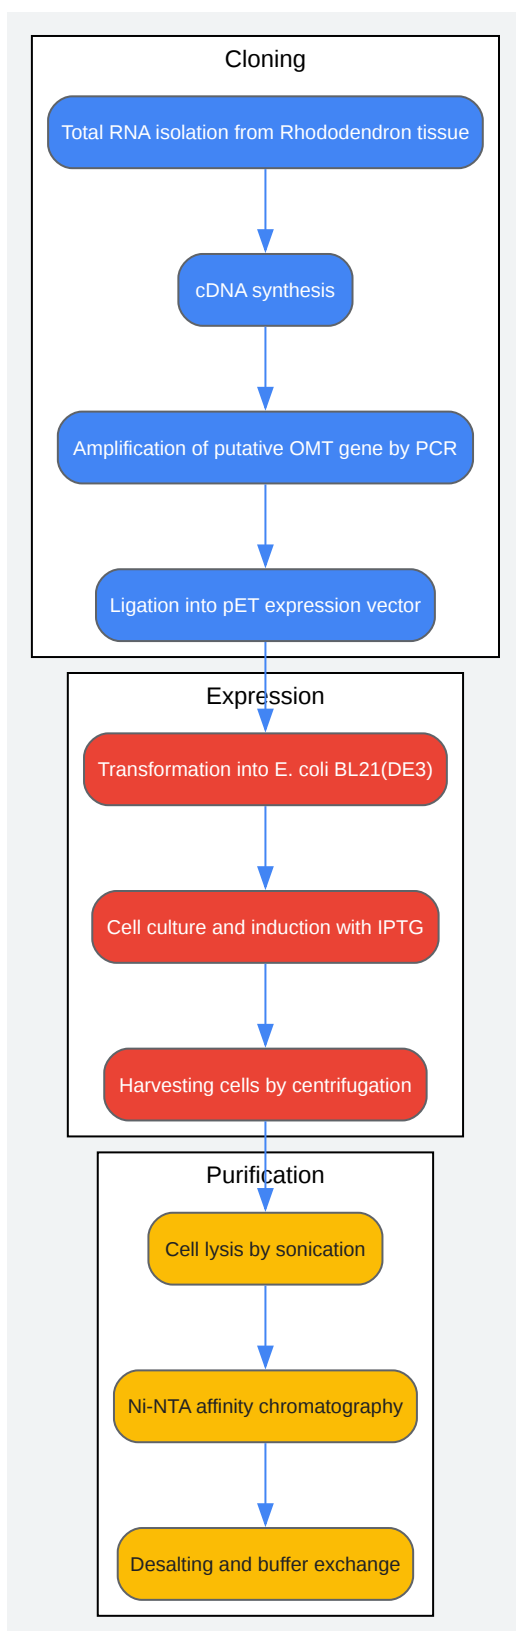 Cloning
Total RNA isolation from Rhododendron tissue
cDNA synthesis
Amplification of putative OMT gene by PCR
Ligation into pET expression vector
Expression
Transformation into E. coli BL21(DE3)
Cell culture and induction with IPTG
Harvesting cells by centrifugation
Purification
Cell lysis by sonication
Ni-NTA affinity chromatography
Desalting and buffer exchange